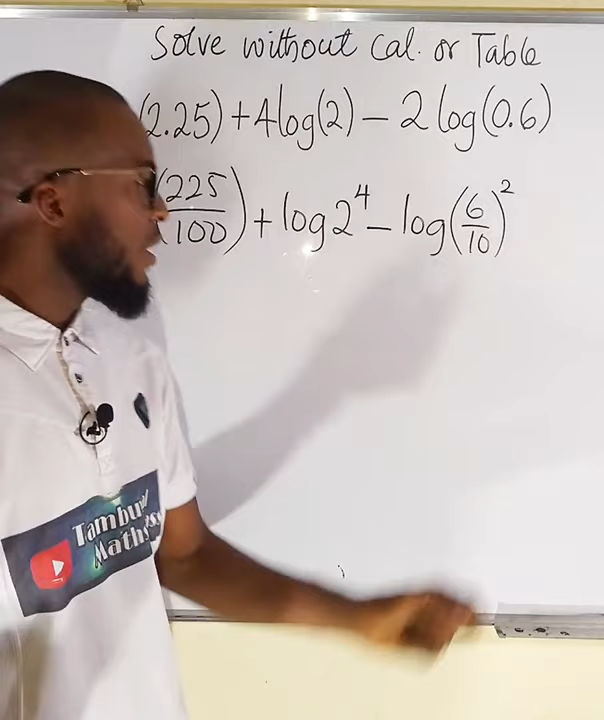 Solve without Cal. or Table
(2.25) + 4log(2) − 2log(0.6)
(225/100) + log2⁴ − log(6/10)²
Tambuwal
Maths